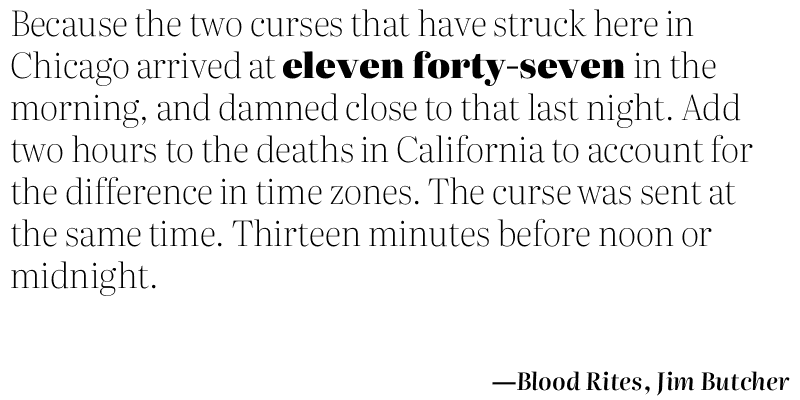 Because the two curses that have struck here in
Chicago arrived at eleven forty-seven in the
morning, and damned close to that last night. Add
two hours to the deaths in California to account for
the difference in time zones. The curse was sent at
the same time. Thirteen minutes before noon or
midnight.
—Blood Rites, Jim Butcher